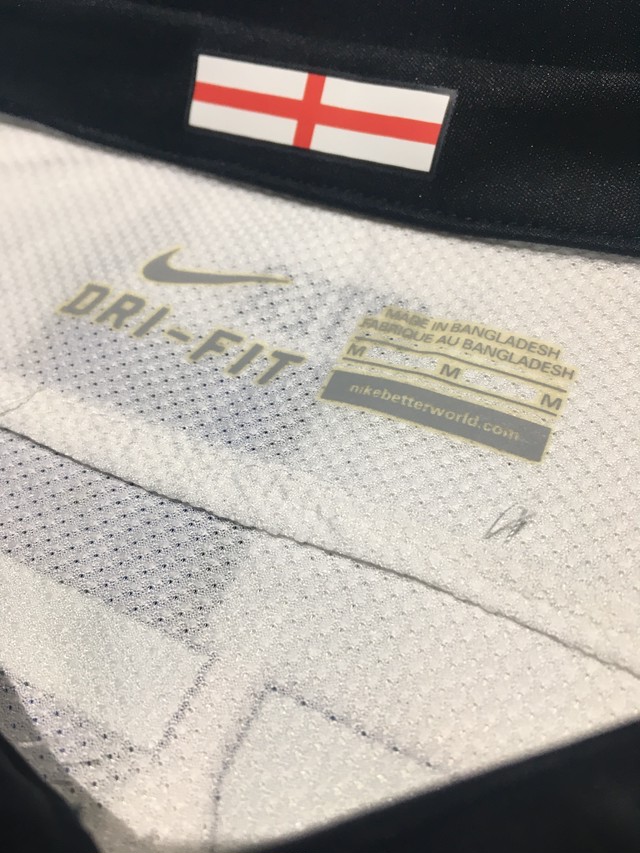 DRI-FIT
MADE IN BANGLADESH
FABRIQUE AU BANGLADESH
M M M
nikebetterworld.com